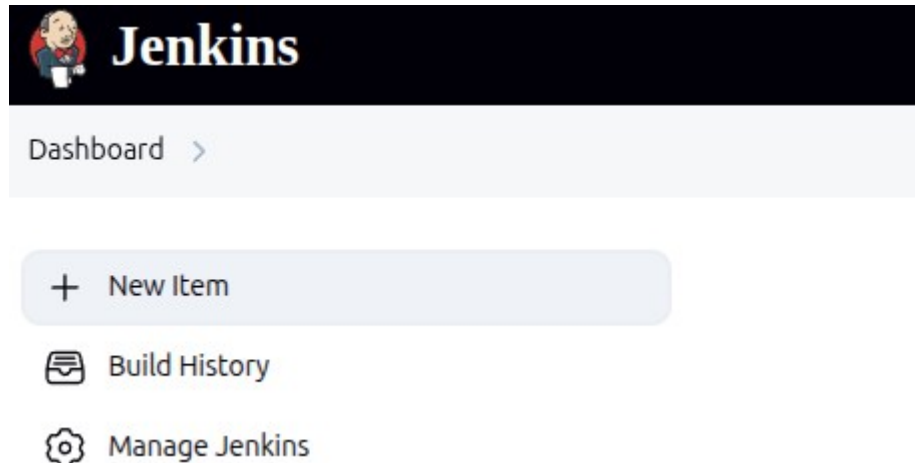 Jenkins
Dashboard >
+ New Item
Build History
Manage Jenkins